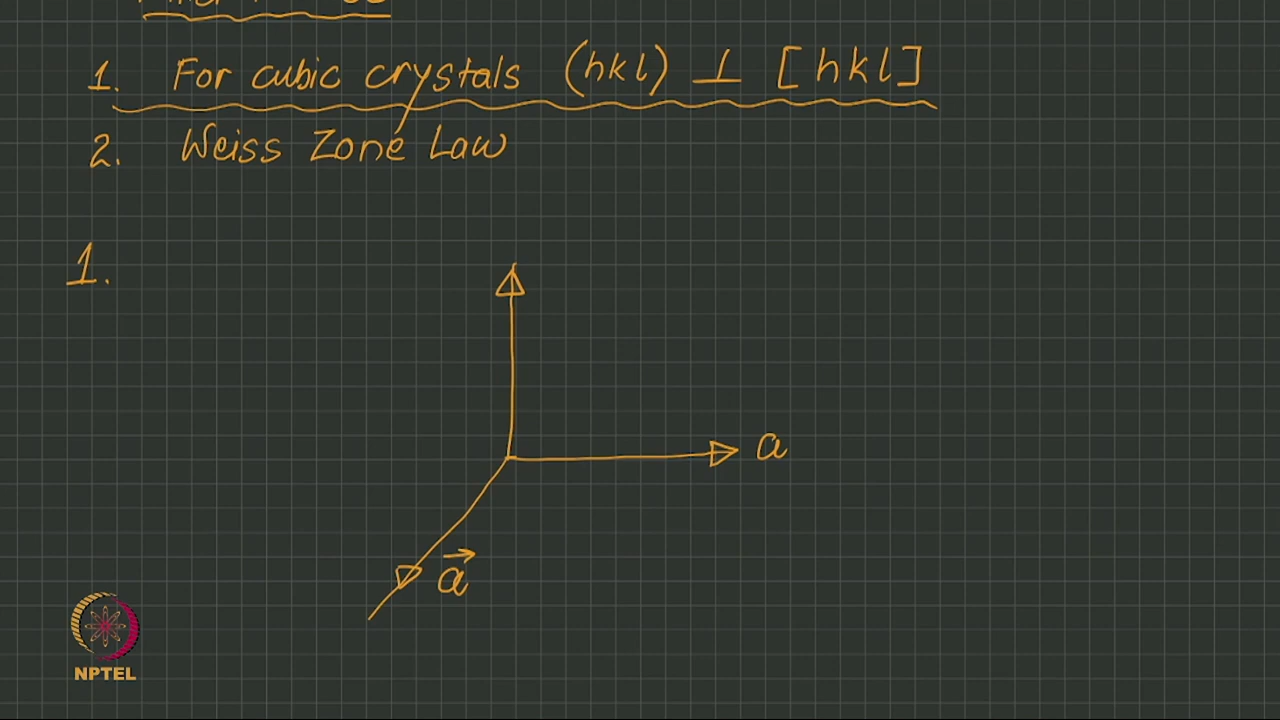 1. For cubic crystals (hkl) ⊥ [hkl]
2. Weiss Zone Law
1.
a
a⃗
NPTEL